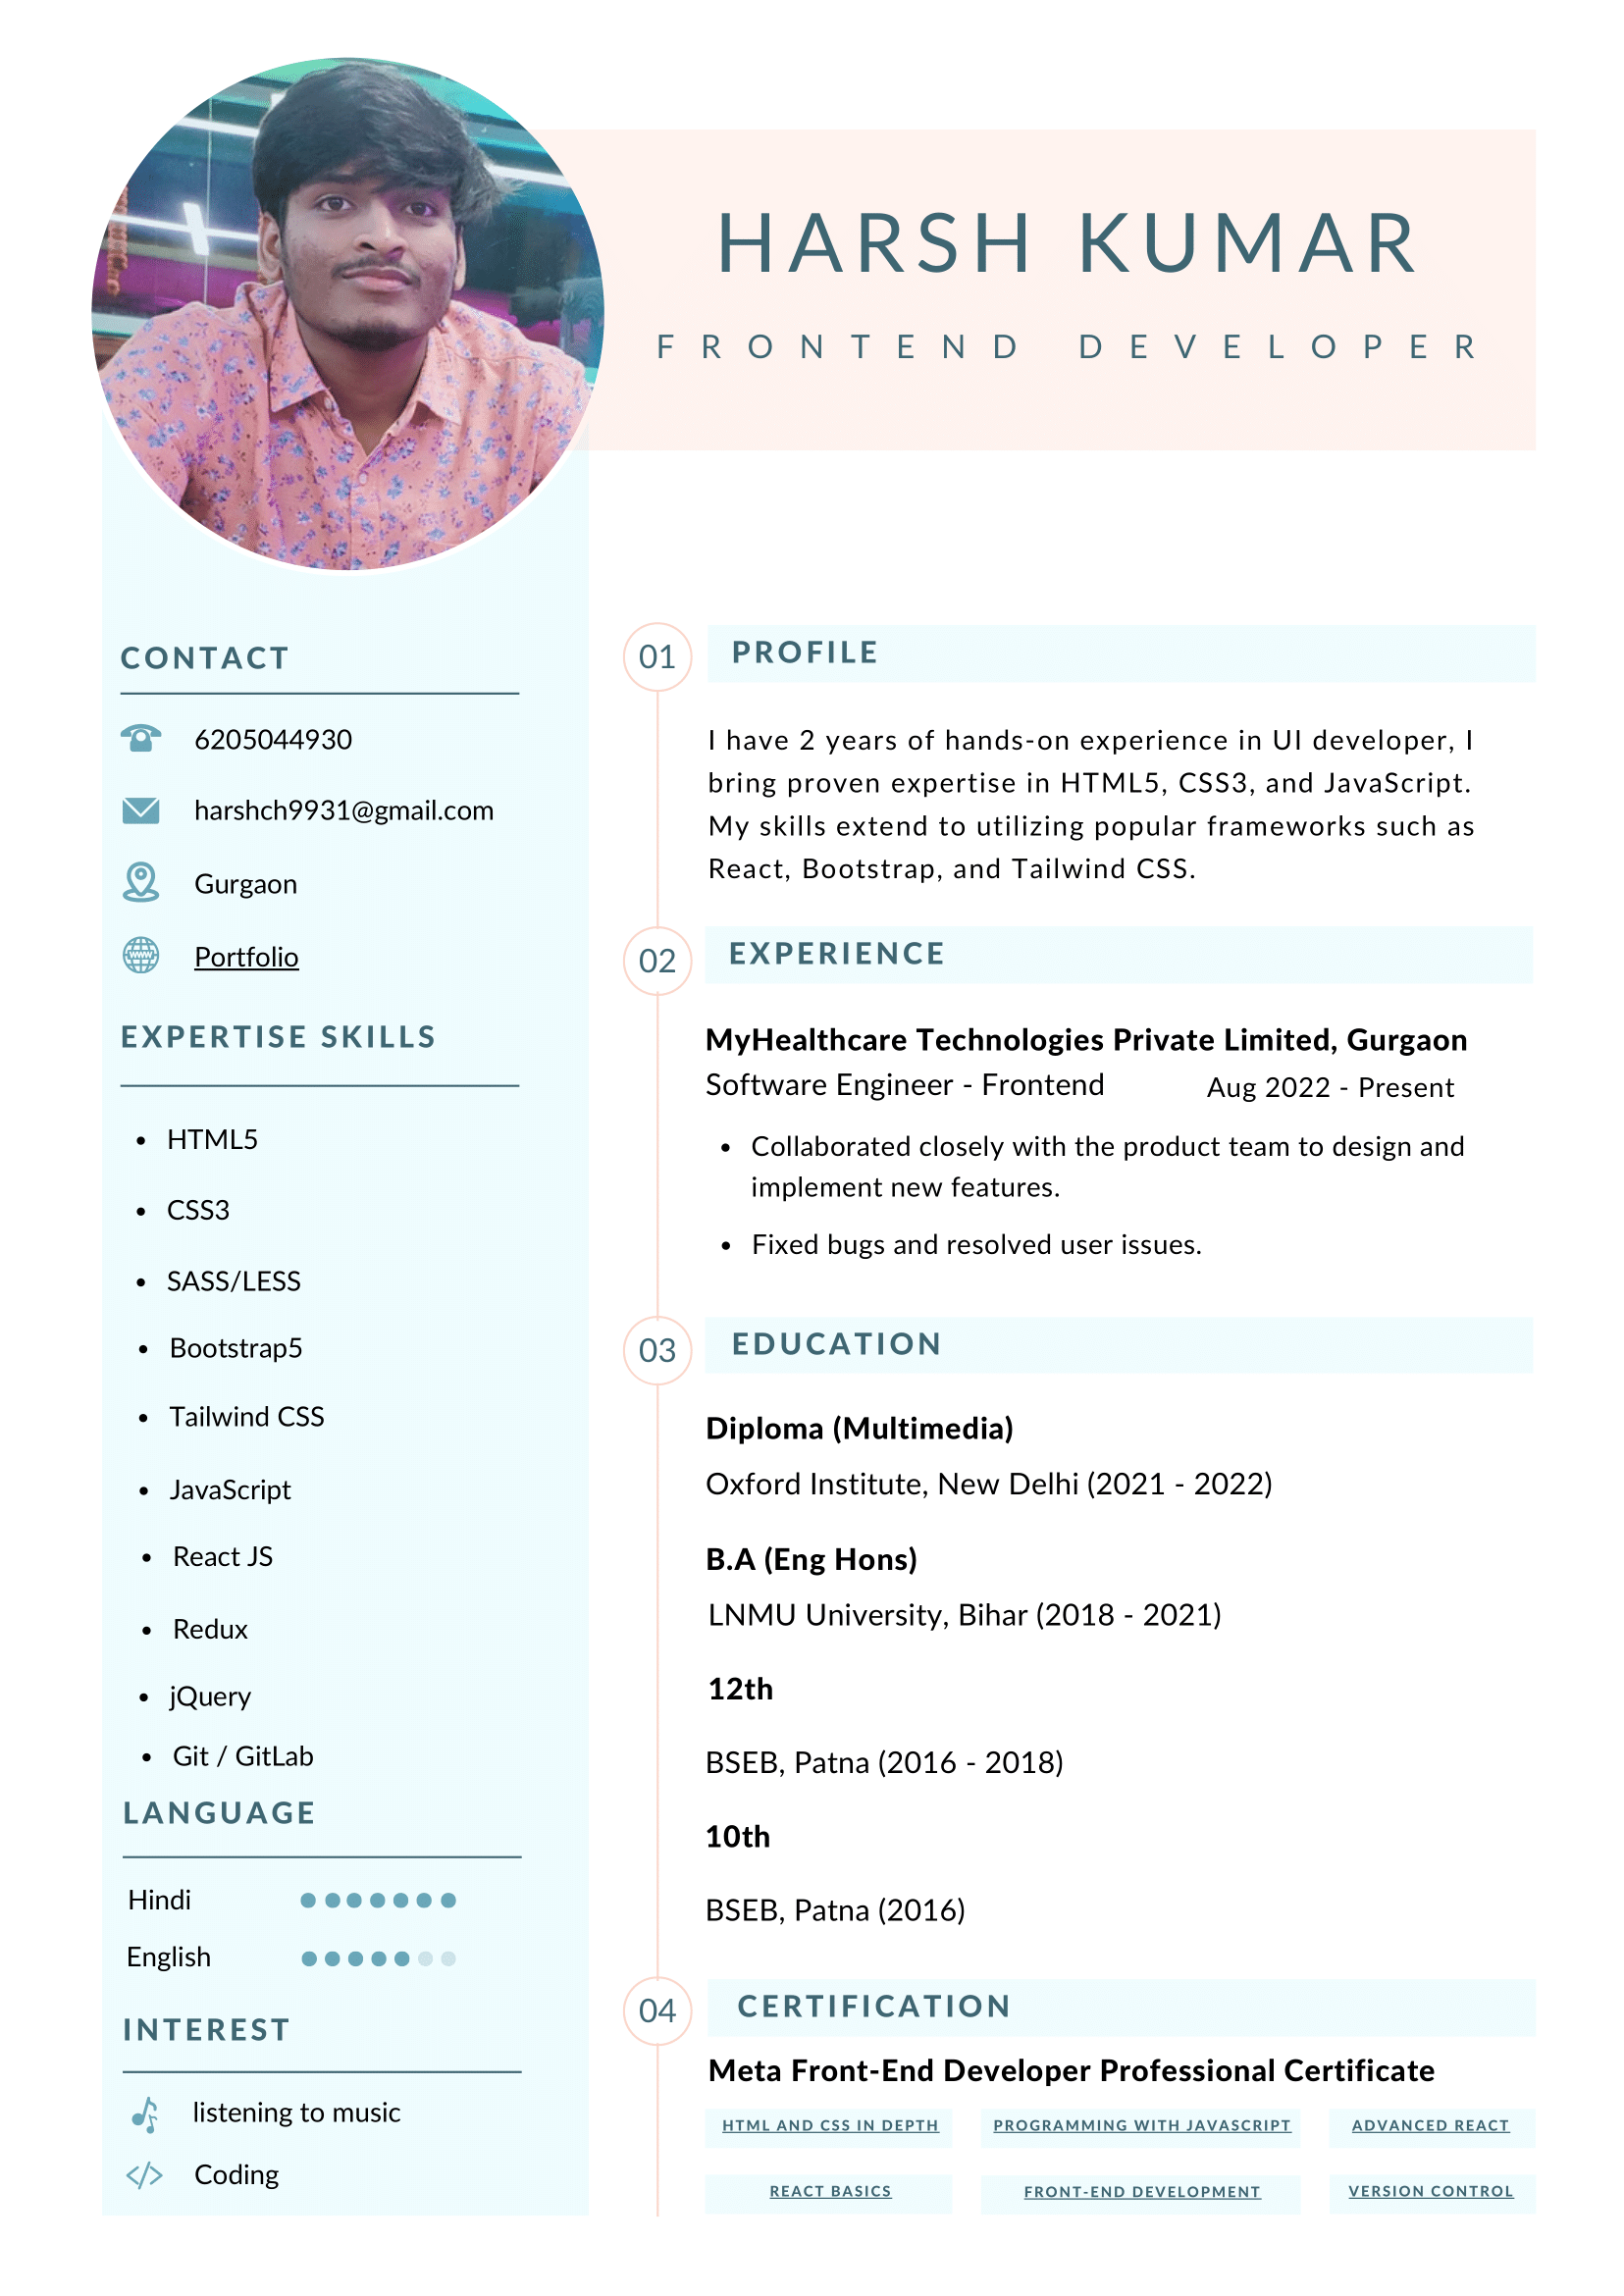 HARSH KUMAR
FRONTEND DEVELOPER
CONTACT
6205044930
harshch9931@gmail.com
Gurgaon
Portfolio
EXPERTISE SKILLS
• HTML5
• CSS3
• SASS/LESS
• Bootstrap5
• Tailwind CSS
• JavaScript
• React JS
• Redux
• jQuery
• Git / GitLab
LANGUAGE
Hindi
English
INTEREST
listening to music
Coding
01 PROFILE
I have 2 years of hands-on experience in UI developer, I
bring proven expertise in HTML5, CSS3, and JavaScript.
My skills extend to utilizing popular frameworks such as
React, Bootstrap, and Tailwind CSS.
02 EXPERIENCE
MyHealthcare Technologies Private Limited, Gurgaon
Software Engineer - Frontend Aug 2022 - Present
• Collaborated closely with the product team to design and
implement new features.
• Fixed bugs and resolved user issues.
03 EDUCATION
Diploma (Multimedia)
Oxford Institute, New Delhi (2021 - 2022)
B.A (Eng Hons)
LNMU University, Bihar (2018 - 2021)
12th
BSEB, Patna (2016 - 2018)
10th
BSEB, Patna (2016)
04 CERTIFICATION
Meta Front-End Developer Professional Certificate
HTML AND CSS IN DEPTH PROGRAMMING WITH JAVASCRIPT ADVANCED REACT
REACT BASICS FRONT-END DEVELOPMENT VERSION CONTROL